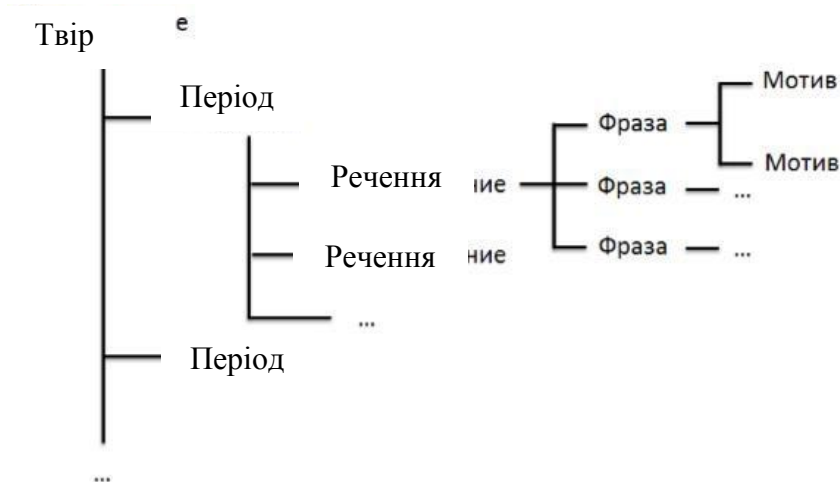 Твір е
Період
Мотив
Фраза
Мотив
Речення ние
Фраза ...
Речення ние
Фраза ...
...
Період
...